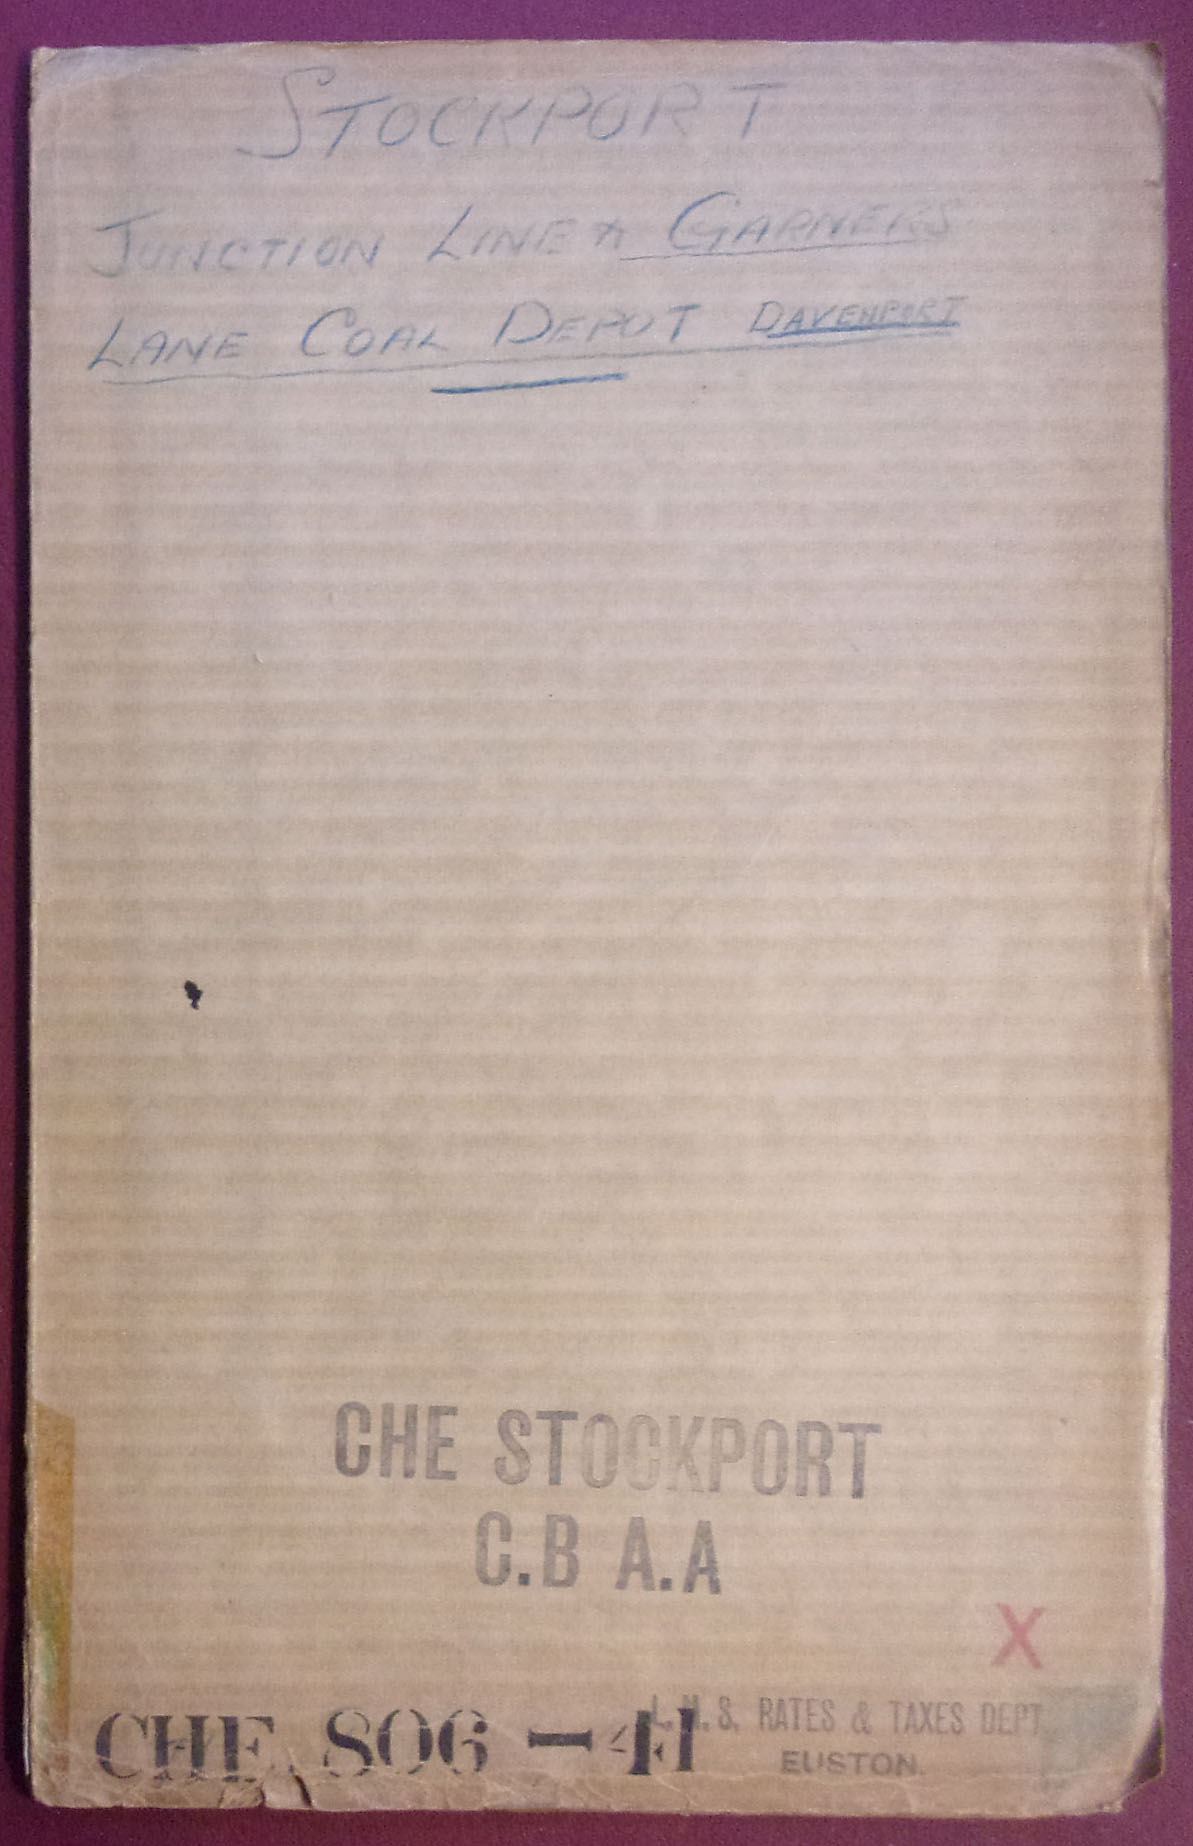 STOCKPORT
JUNCTION LINE & GARNERS
LANE COAL DEPOT DAVENPORT
CHE STOCKPORT
C.B A.A
X
L.M.S. RATES & TAXES DEPT.
EUSTON.
CHE 806 - 41